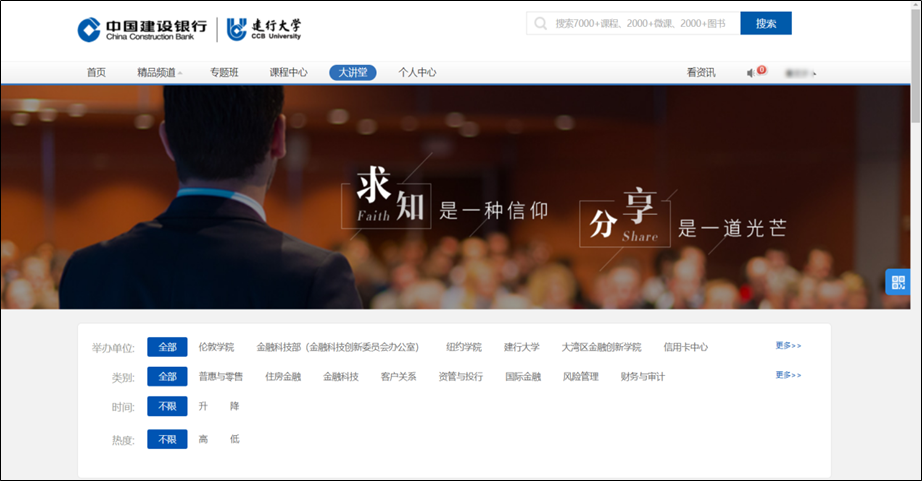 中国建设银行
China Construction Bank
建行大学
CCB University
搜索7000+课程、2000+微课、2000+图书
搜索
首页 精品频道 专题班 课程中心 大讲堂 个人中心 看资讯 0
求知 是一种信仰
Faith
分享 是一道光芒
Share
举办单位: 全部 伦敦学院 金融科技部（金融科技创新委员会办公室） 纽约学院 建行大学 大湾区金融创新学院 信用卡中心 更多>>
类别: 全部 普惠与零售 住房金融 金融科技 客户关系 资管与投行 国际金融 风险管理 财务与审计 更多>>
时间: 不限 升 降
热度: 不限 高 低